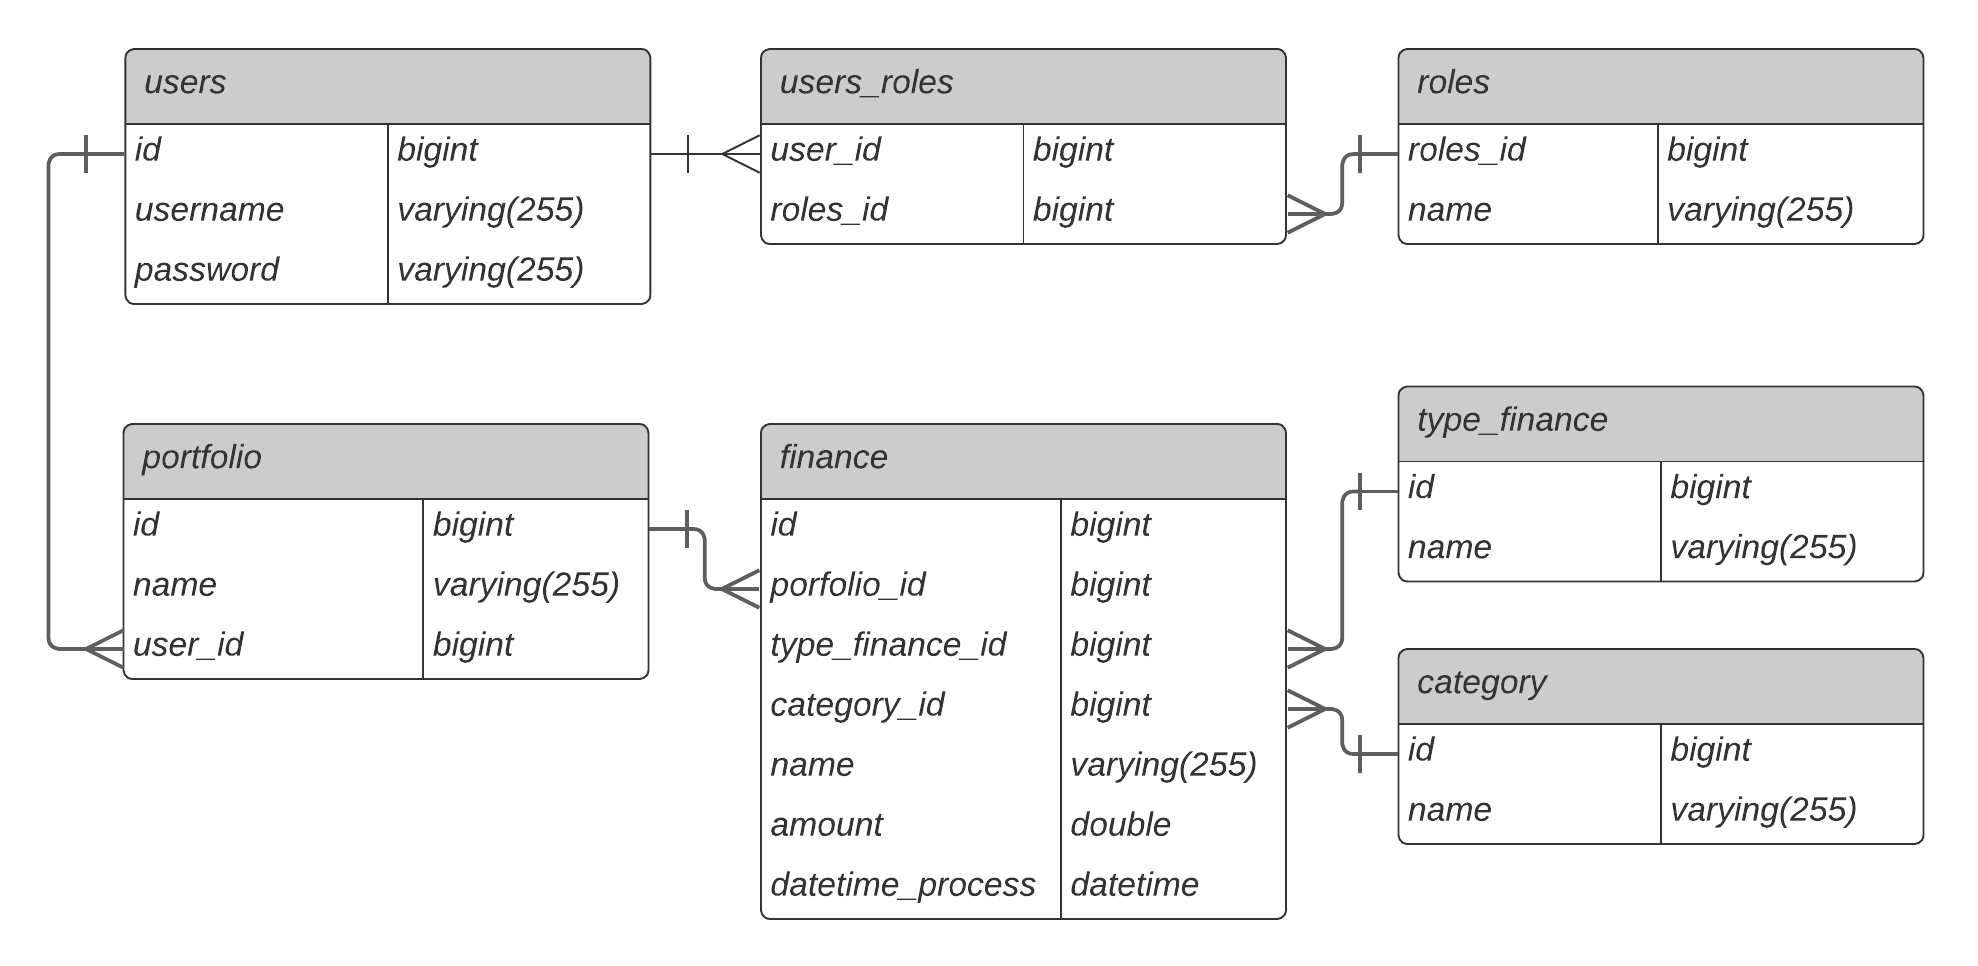 users
id bigint
username varying(255)
password varying(255)
users_roles
user_id bigint
roles_id bigint
roles
roles_id bigint
name varying(255)
portfolio
id bigint
name varying(255)
user_id bigint
finance
id bigint
porfolio_id bigint
type_finance_id bigint
category_id bigint
name varying(255)
amount double
datetime_process datetime
type_finance
id bigint
name varying(255)
category
id bigint
name varying(255)